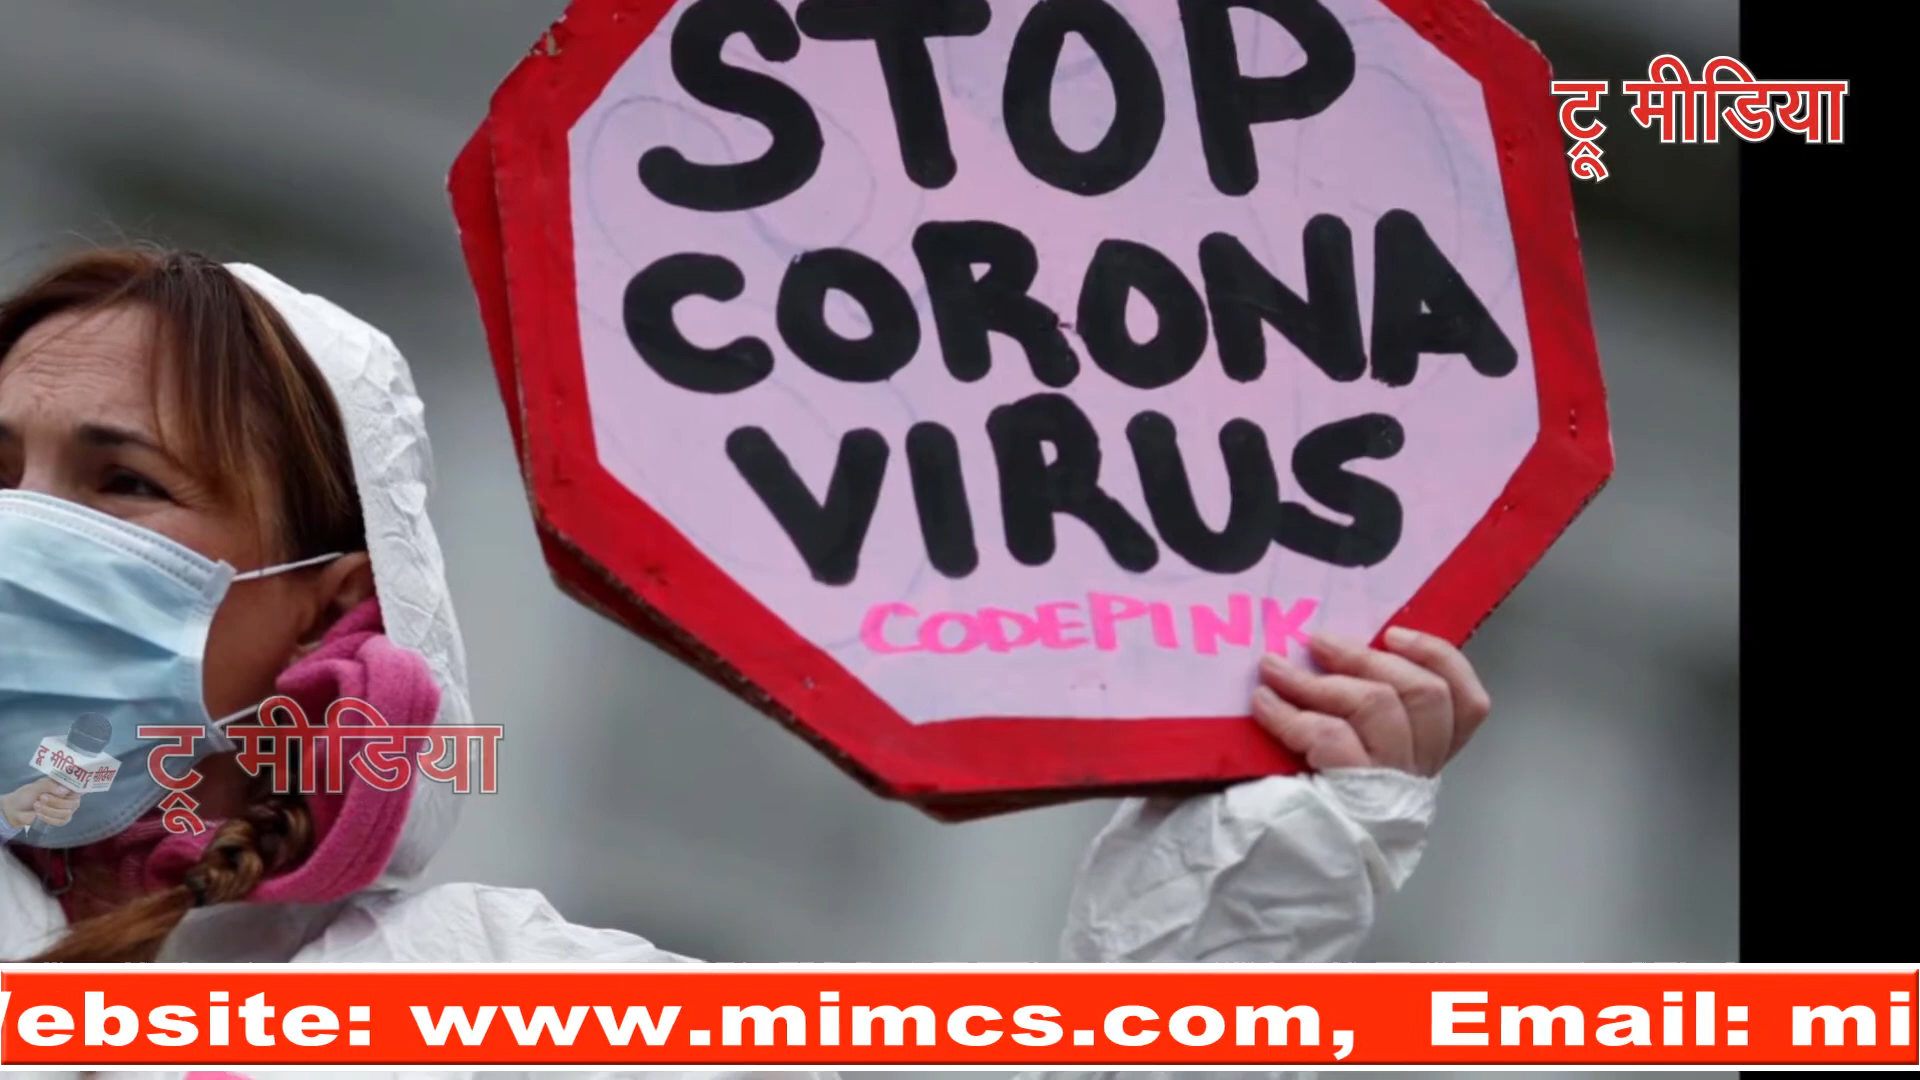 STOP
टू मीडिया
CORONA
VIRUS
CODEPINK
टू मीडिया
टू मीडिया
ebsite: www.mimcs.com, Email: mi